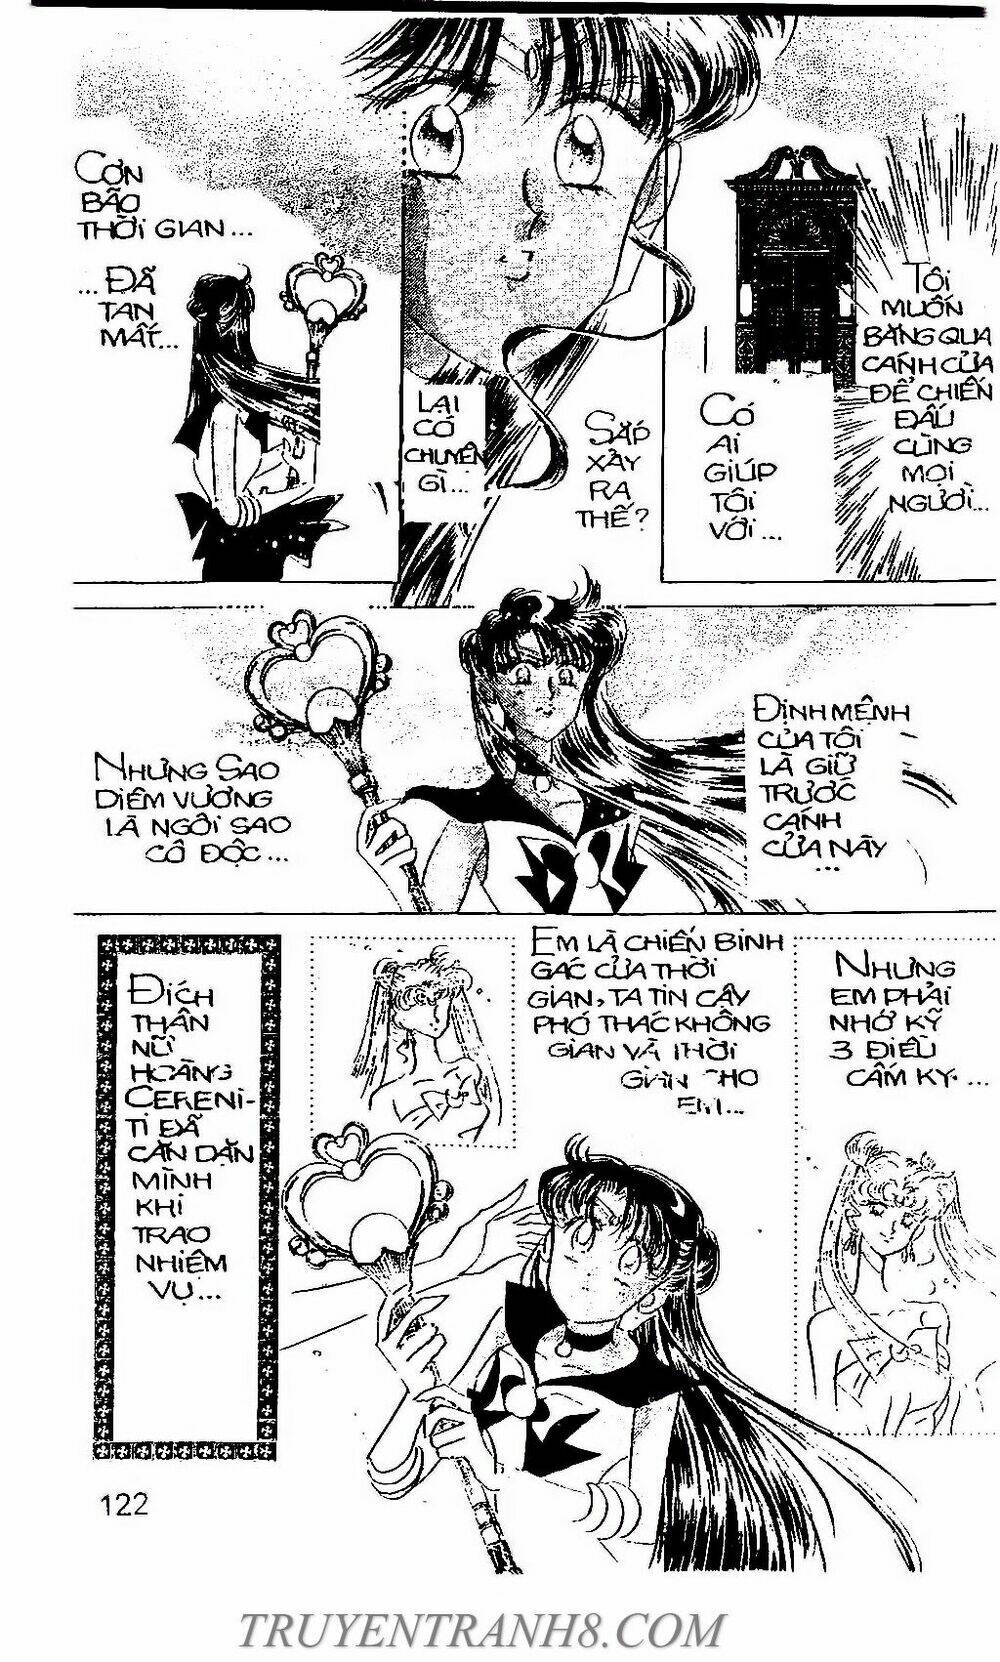 CƠN
BÃO
THỜI GIAN...
... ĐÃ
TAN
MẤT...
LẠI
CÓ
CHUYỆN
GÌ...
SẮP
XẢY
RA
THẾ?
CÓ
AI
GIÚP
TÔI
VỚI...
TÔI
MUỐN
BĂNG QUA
CÁNH CỬA
ĐỂ CHIẾN
ĐẤU
CÙNG
MỌI
NGƯỜI...
NHƯNG SAO
DIÊM VƯƠNG
LÀ NGÔI SAO
CÔ ĐỘC...
ĐỊNH MỆNH
CỦA TÔI
LÀ GIỮ
TRƯỚC
CÁNH
CỬA NÀY
...
ĐÍCH
THÂN
NỮ
HOÀNG
CERENI-
TI ĐÃ
CĂN DẶN
MÌNH
KHI
TRAO
NHIỆM
VỤ...
EM LÀ CHIẾN BINH
GÁC CỬA THỜI
GIAN, TA TIN CẬY
PHÓ THÁC KHÔNG
GIAN VÀ THỜI
GIAN CHO
EM...
NHƯNG
EM PHẢI
NHỚ KỸ
3 ĐIỀU
CẤM KỴ...
122
TRUYENTRANH8.COM